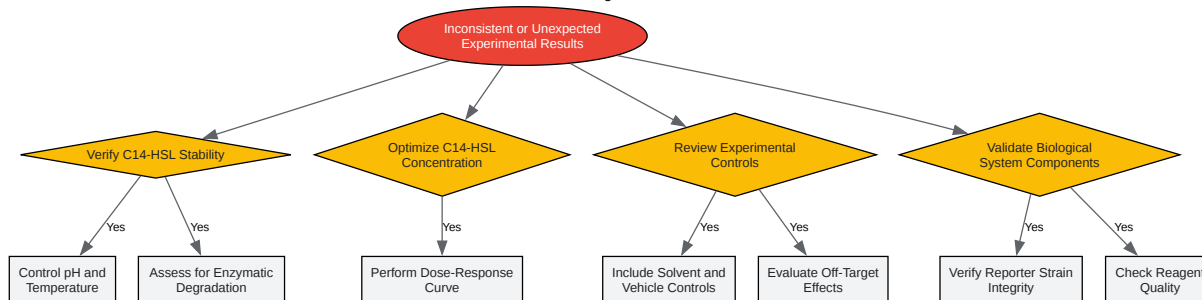 Inconsistent or Unexpected
Experimental Results
Verify C14-HSL Stability
Optimize C14-HSL
Concentration
Review Experimental
Controls
Validate Biological
System Components
Yes
Yes
Yes
Yes
Yes
Yes
Yes
Control pH and
Temperature
Assess for Enzymatic
Degradation
Perform Dose-Response
Curve
Include Solvent and
Vehicle Controls
Evaluate Off-Target
Effects
Verify Reporter Strain
Integrity
Check Reagent
Quality